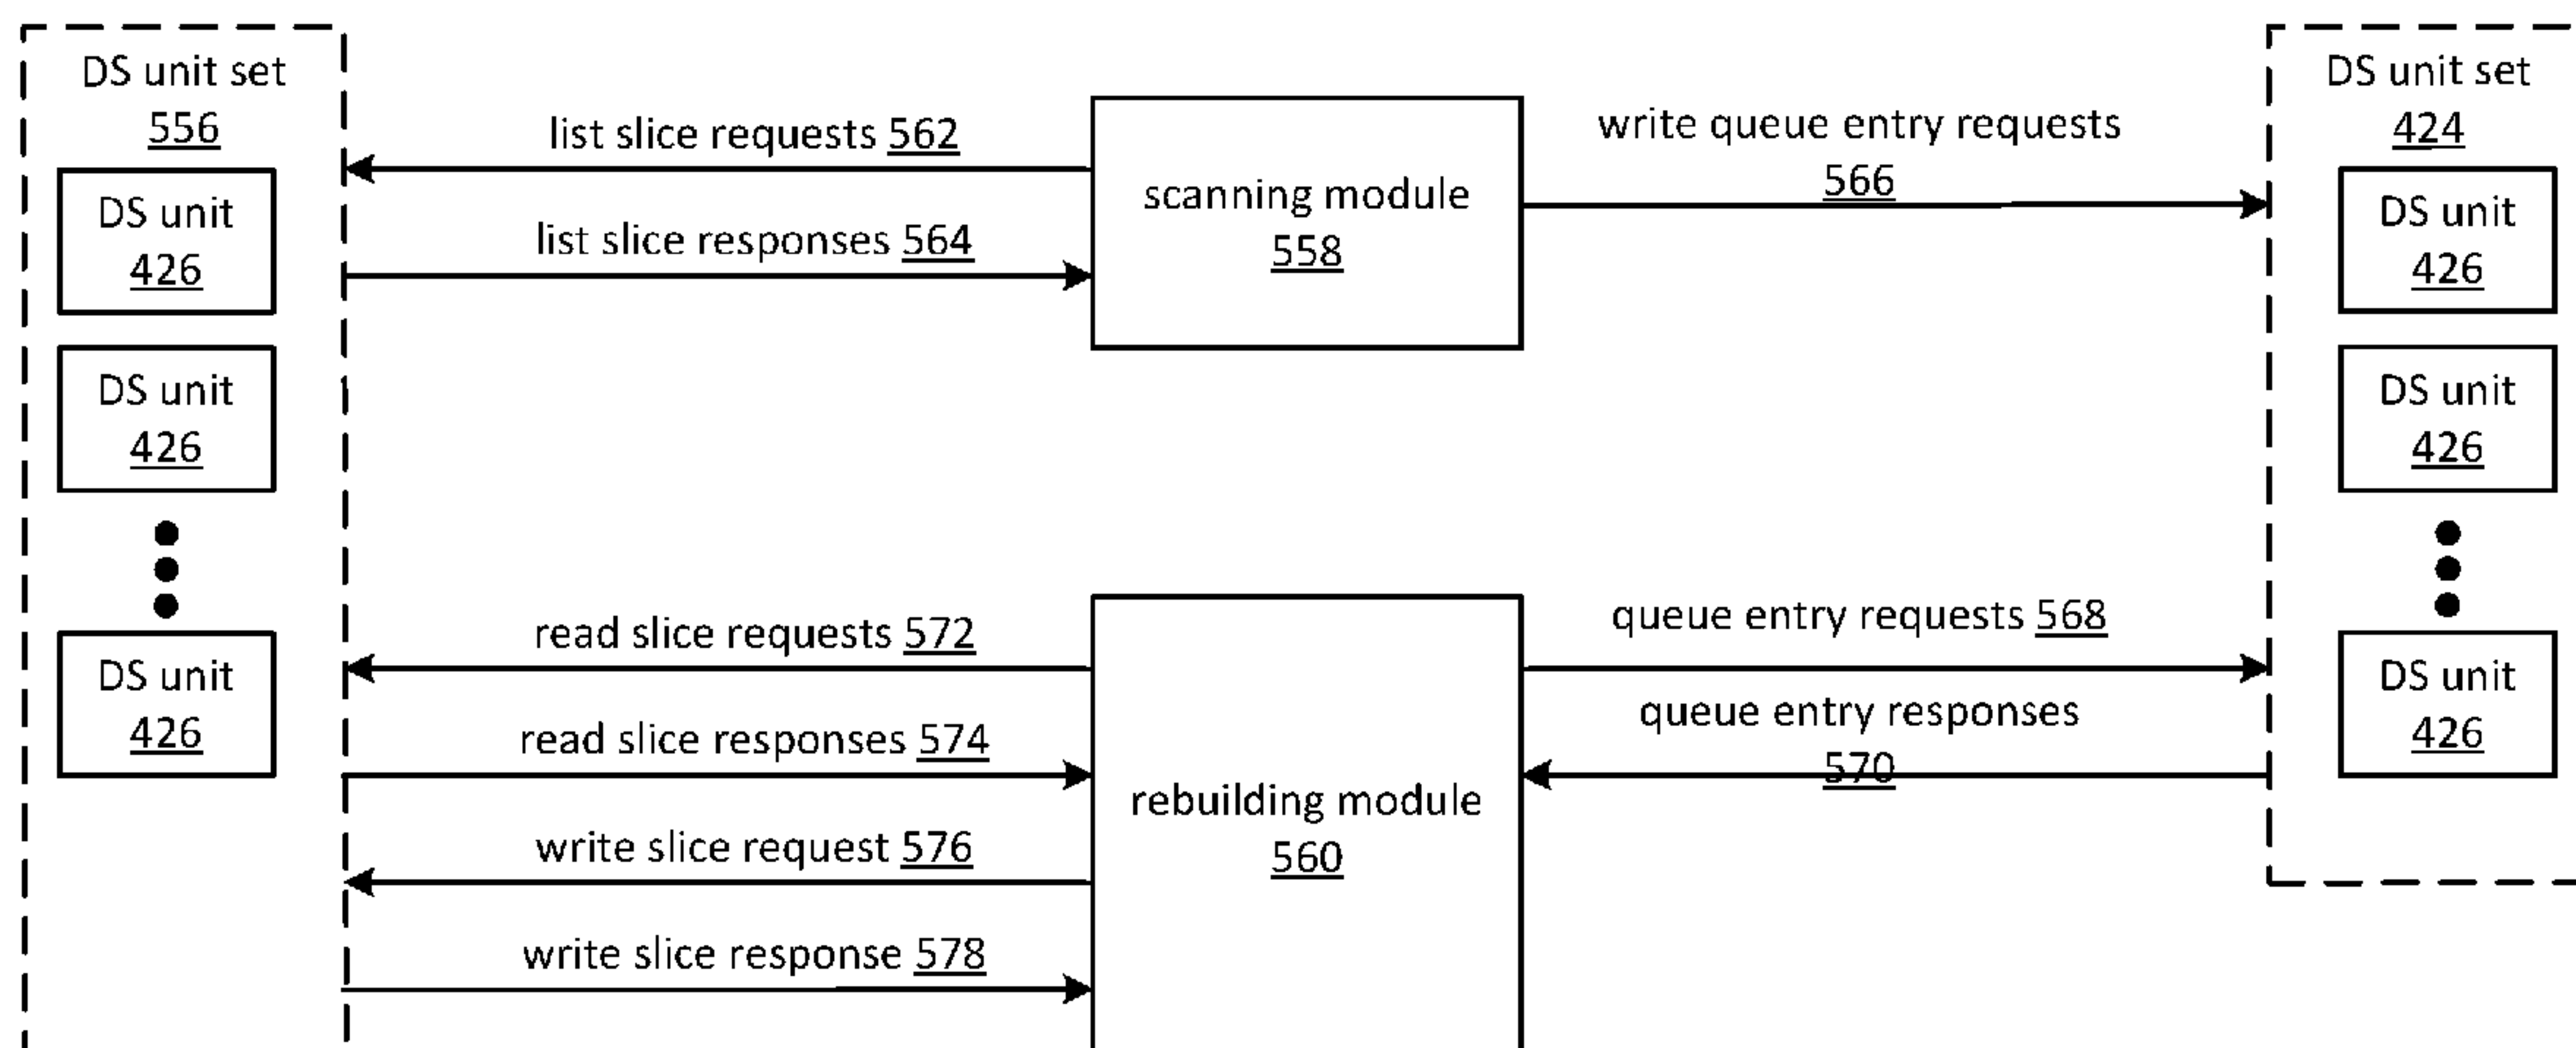 DS unit set
556
DS unit
426
DS unit
426
DS unit
426
list slice requests 562
list slice responses 564
scanning module
558
write queue entry requests
566
read slice requests 572
read slice responses 574
write slice request 576
write slice response 578
rebuilding module
560
queue entry requests 568
queue entry responses
570
DS unit set
424
DS unit
426
DS unit
426
DS unit
426